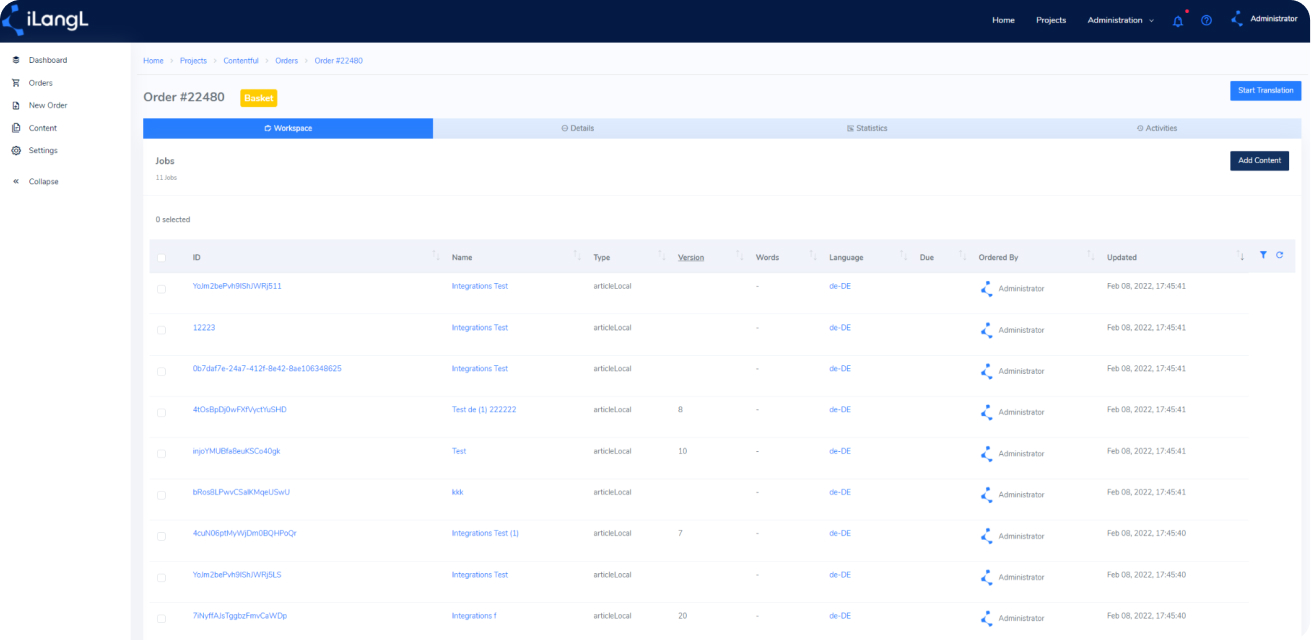 iLangL
Home Projects Administration Administrator
Dashboard
Orders
New Order
Content
Settings
Collapse
Home > Projects > Contentful > Orders > Order #22480
Order #22480 Basket Start Translation
Workspace Details Statistics Activities
Jobs
11 Jobs
Add Content
0 selected
ID Name Type Version Words Language Due Ordered By Updated
YoJm2bePvh9IShJWRj511 Integrations Test articleLocal - de-DE Administrator Feb 08, 2022, 17:45:41
12223 Integrations Test articleLocal - de-DE Administrator Feb 08, 2022, 17:45:41
0b7daf7e-24a7-412f-8e42-8ae106348625 Integrations Test articleLocal - de-DE Administrator Feb 08, 2022, 17:45:41
4tOsBpDj0wFXfVyctYuSHD Test de (1) 222222 articleLocal 8 - de-DE Administrator Feb 08, 2022, 17:45:41
injoYMUBfa8euKSCo40gk Test articleLocal 10 - de-DE Administrator Feb 08, 2022, 17:45:41
bRos8LPwvCSalKMqeUSwU kkk articleLocal - de-DE Administrator Feb 08, 2022, 17:45:41
4cuN06ptMyWjDm0BQHPoQr Integrations Test (1) articleLocal 7 - de-DE Administrator Feb 08, 2022, 17:45:40
YoJm2bePvh9IShJWRj5LS Integrations Test articleLocal - de-DE Administrator Feb 08, 2022, 17:45:40
7iNyffAJsTggbzFmvCaWDp Integrations f articleLocal 20 - de-DE Administrator Feb 08, 2022, 17:45:40